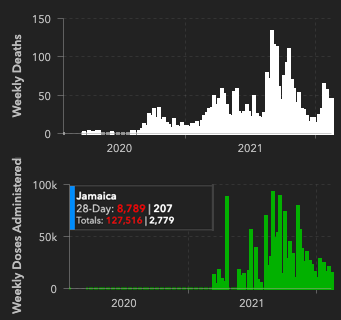 Weekly Deaths
150
100
50
0
2020
2021
Weekly Doses Administered
100k
50k
0
Jamaica
28-Day: 8,789 | 207
Totals: 127,516 | 2,779
2020
2021